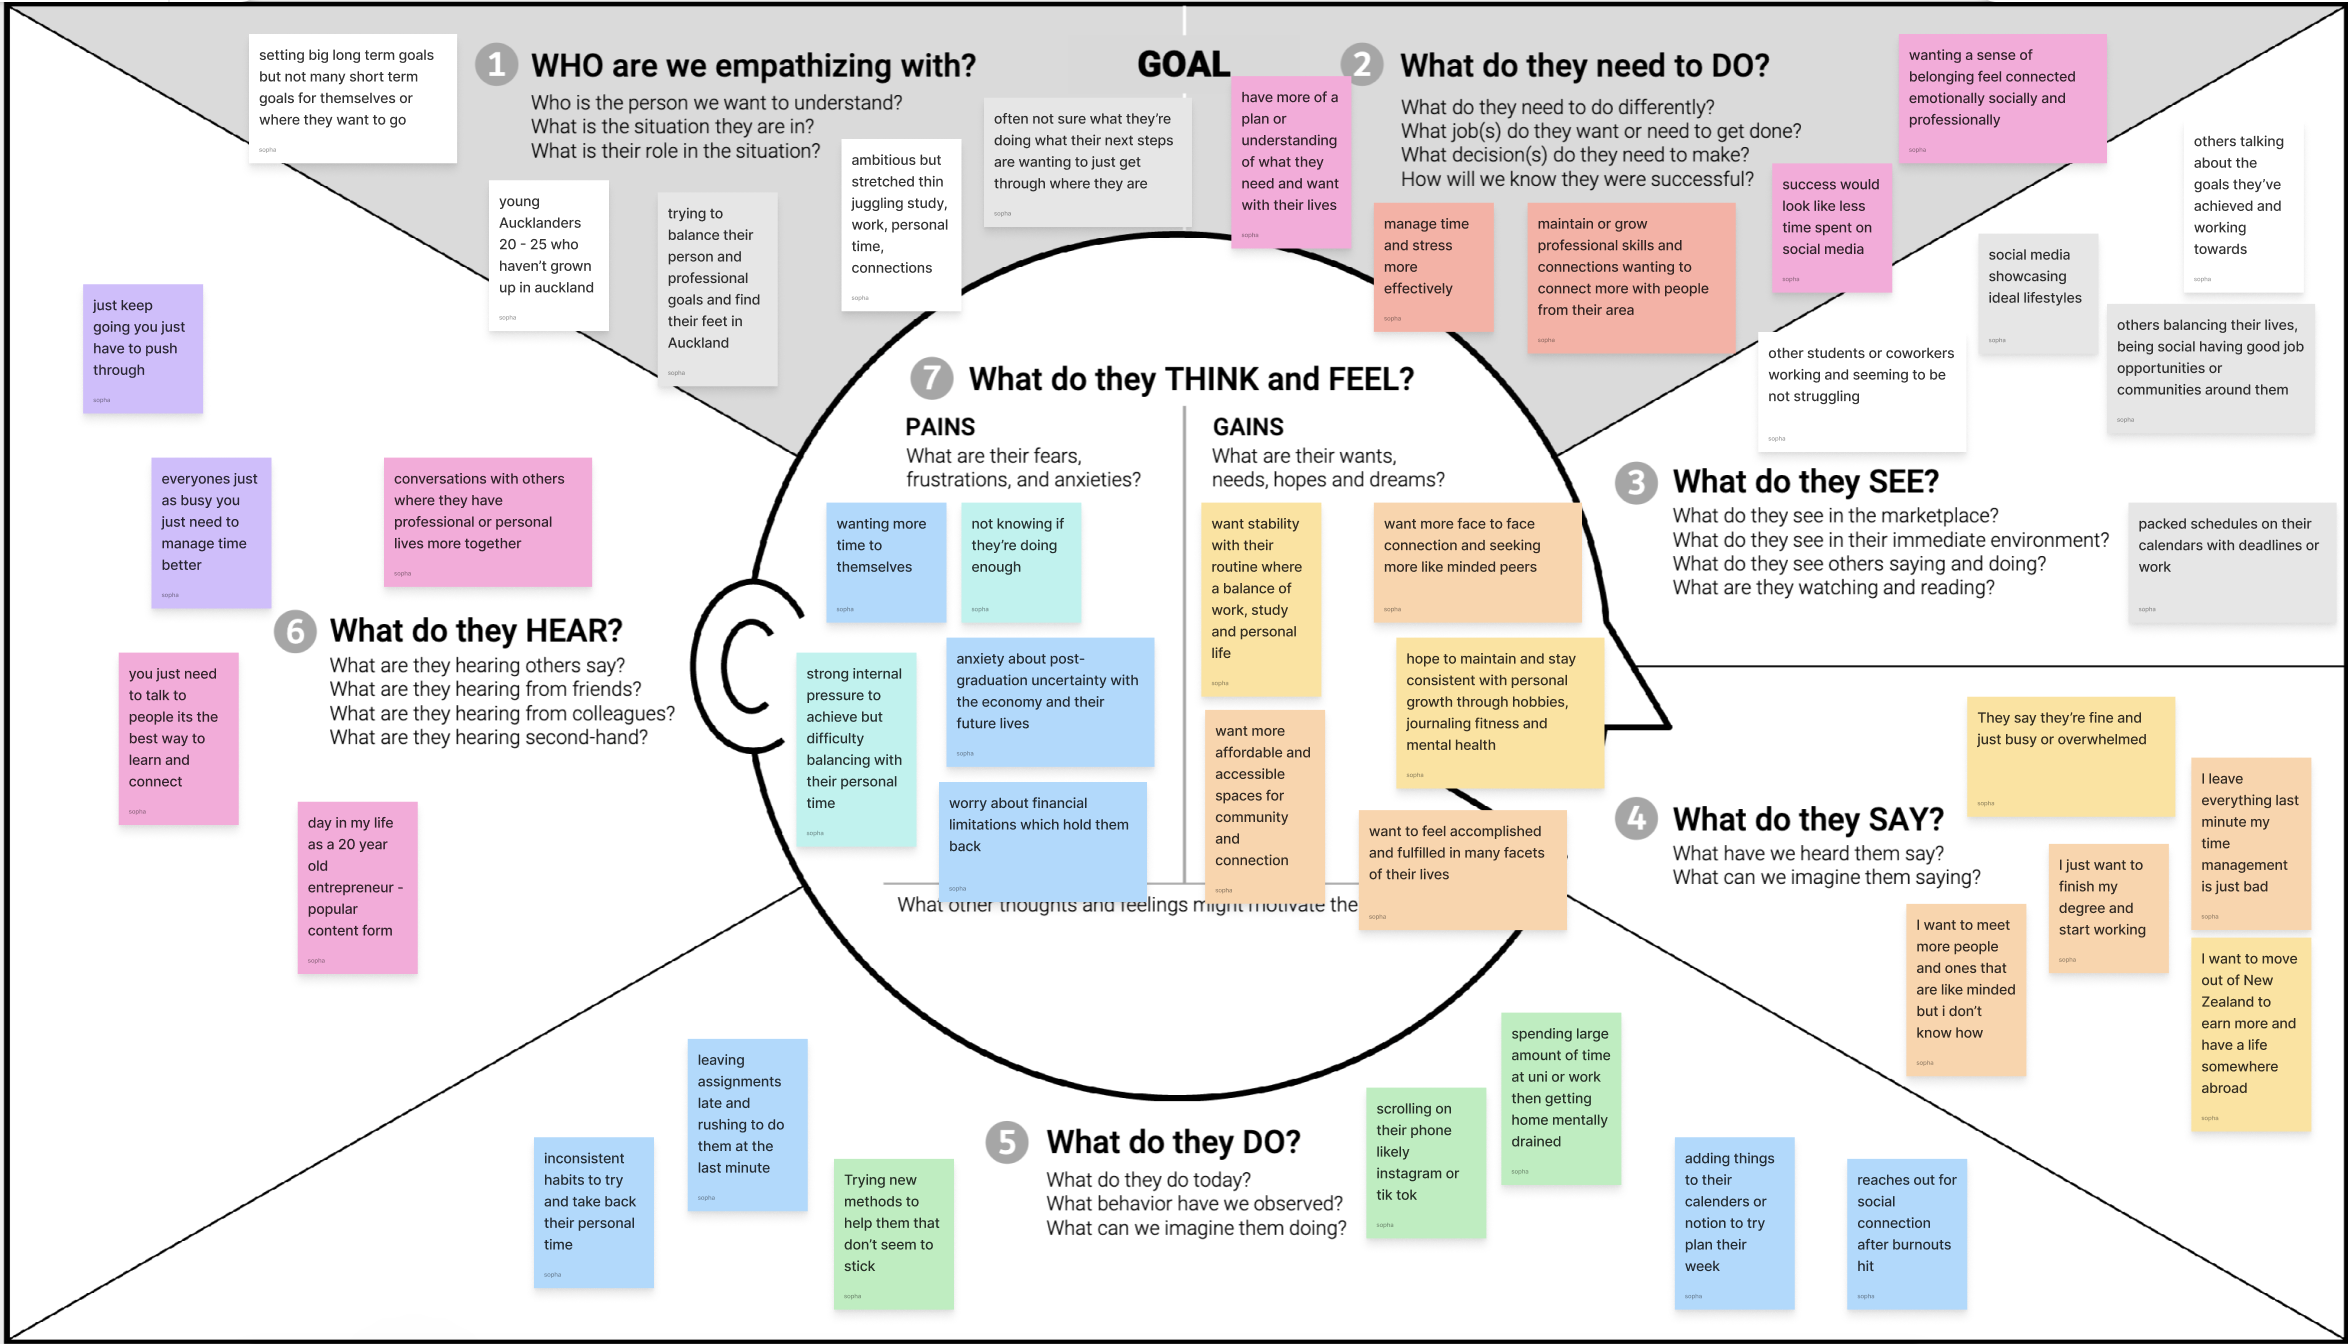 GOAL
1
WHO are we empathizing with?
Who is the person we want to understand?
What is the situation they are in?
What is their role in the situation?
setting big long term goals
but not many short term
goals for themselves or
where they want to go
sopha
young
Aucklanders
20 - 25 who
haven't grown
up in auckland
sopha
trying to
balance their
person and
professional
goals and find
their feet in
Auckland
sopha
ambitious but
stretched thin
juggling study,
work, personal
time,
connections
sopha
often not sure what they're
doing what their next steps
are wanting to just get
through where they are
sopha
have more of a
plan or
understanding
of what they
need and want
with their lives
sopha
2
What do they need to DO?
What do they need to do differently?
What job(s) do they want or need to get done?
What decision(s) do they need to make?
How will we know they were successful?
manage time
and stress
more
effectively
sopha
maintain or grow
professional skills and
connections wanting to
connect more with people
from their area
sopha
success would
look like less
time spent on
social media
sopha
wanting a sense of
belonging feel connected
emotionally socially and
professionally
sopha
others talking
about the
goals they've
achieved and
working
towards
sopha
social media
showcasing
ideal lifestyles
sopha
others balancing their lives,
being social having good job
opportunities or
communities around them
sopha
other students or coworkers
working and seeming to be
not struggling
sopha
3
What do they SEE?
What do they see in the marketplace?
What do they see in their immediate environment?
What do they see others saying and doing?
What are they watching and reading?
packed schedules on their
calendars with deadlines or
work
sopha
4
What do they SAY?
What have we heard them say?
What can we imagine them saying?
They say they're fine and
just busy or overwhelmed
sopha
I leave
everything last
minute my
time
management
is just bad
sopha
I just want to
finish my
degree and
start working
sopha
I want to meet
more people
and ones that
are like minded
but i don't
know how
sopha
I want to move
out of New
Zealand to
earn more and
have a life
somewhere
abroad
sopha
5
What do they DO?
What do they do today?
What behavior have we observed?
What can we imagine them doing?
inconsistent
habits to try
and take back
their personal
time
sopha
leaving
assignments
late and
rushing to do
them at the
last minute
sopha
Trying new
methods to
help them that
don't seem to
stick
sopha
scrolling on
their phone
likely
instagram or
tik tok
sopha
spending large
amount of time
at uni or work
then getting
home mentally
drained
sopha
adding things
to their
calenders or
notion to try
plan their
week
sopha
reaches out for
social
connection
after burnouts
hit
sopha
6
What do they HEAR?
What are they hearing others say?
What are they hearing from friends?
What are they hearing from colleagues?
What are they hearing second-hand?
just keep
going you just
have to push
through
sopha
everyones just
as busy you
just need to
manage time
better
sopha
conversations with others
where they have
professional or personal
lives more together
sopha
you just need
to talk to
people its the
best way to
learn and
connect
sopha
day in my life
as a 20 year
old
entrepreneur -
popular
content form
sopha
7
What do they THINK and FEEL?
PAINS
What are their fears,
frustrations, and anxieties?
wanting more
time to
themselves
sopha
not knowing if
they're doing
enough
sopha
strong internal
pressure to
achieve but
difficulty
balancing with
their personal
time
sopha
anxiety about post-
graduation uncertainty with
the economy and their
future lives
sopha
worry about financial
limitations which hold them
back
sopha
GAINS
What are their wants,
needs, hopes and dreams?
want stability
with their
routine where
a balance of
work, study
and personal
life
sopha
want more face to face
connection and seeking
more like minded peers
sopha
hope to maintain and stay
consistent with personal
growth through hobbies,
journaling fitness and
mental health
sopha
want more
affordable and
accessible
spaces for
community
and
connection
sopha
want to feel accomplished
and fulfilled in many facets
of their lives
sopha
What other thoughts and feelings might motivate the